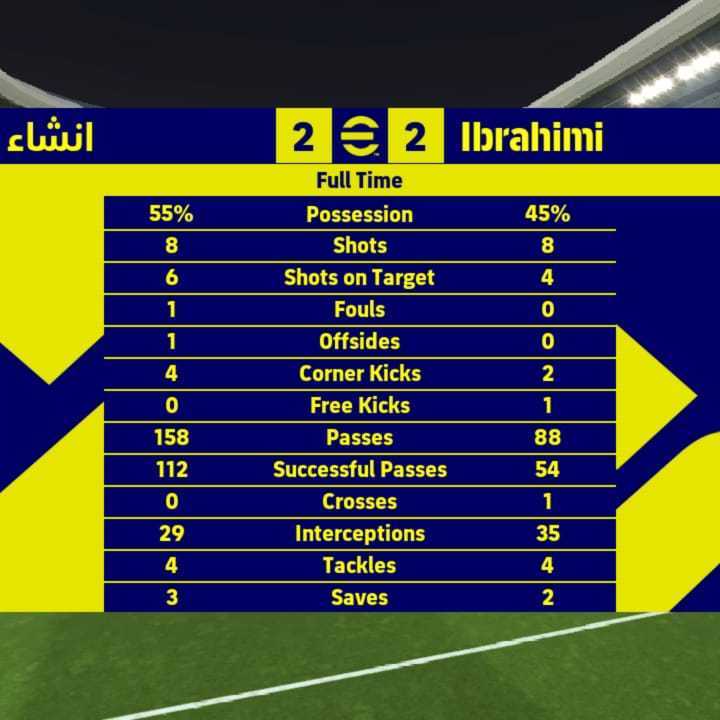 انشاء 2 2 Ibrahimi
Full Time
55% Possession 45%
8 Shots 8
6 Shots on Target 4
1 Fouls 0
1 Offsides 0
4 Corner Kicks 2
0 Free Kicks 1
158 Passes 88
112 Successful Passes 54
0 Crosses 1
29 Interceptions 35
4 Tackles 4
3 Saves 2